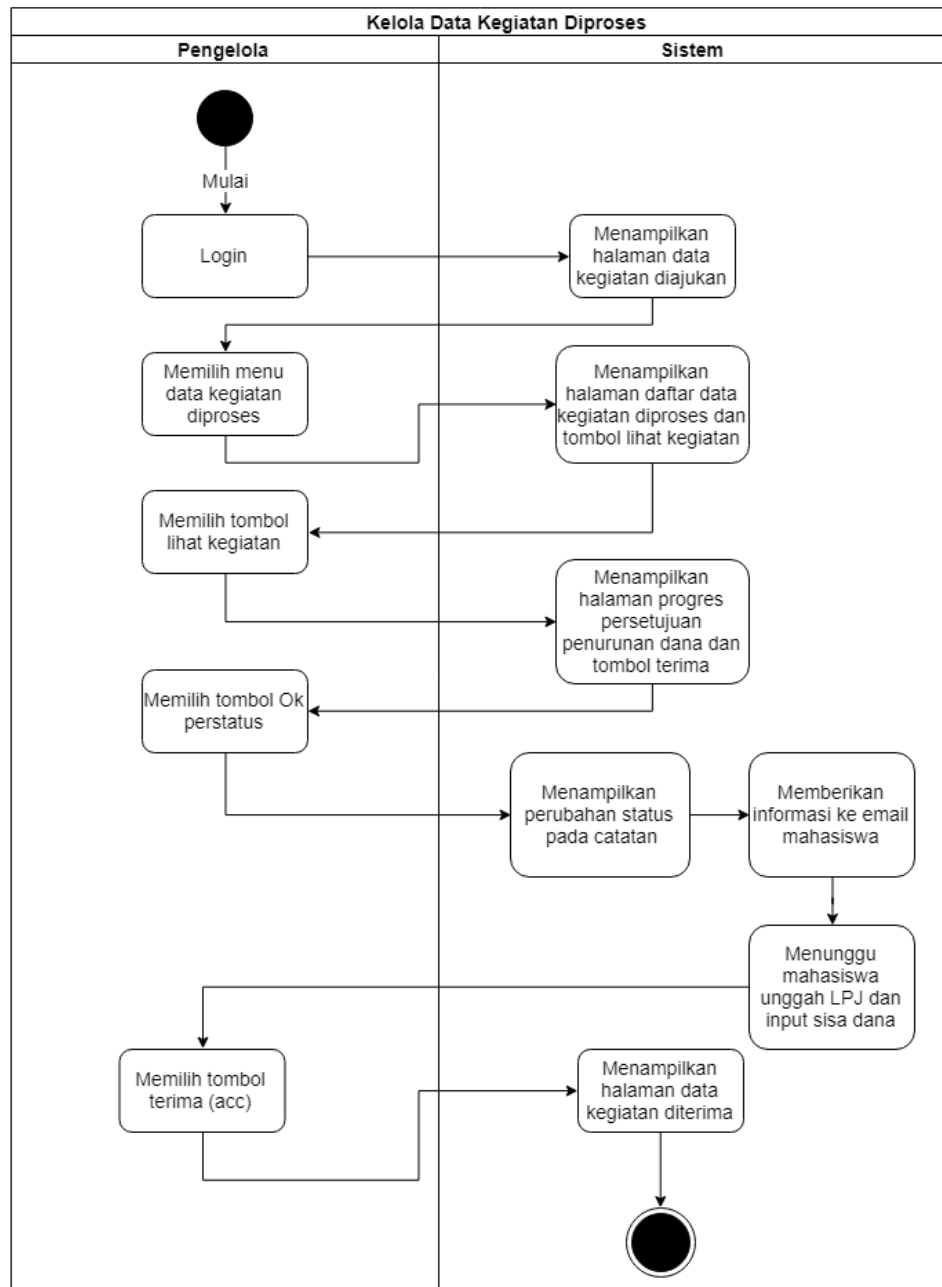 Kelola Data Kegiatan Diproses
Pengelola
Sistem
Mulai
Login
Menampilkan
halaman data
kegiatan diajukan
Memilih menu
data kegiatan
diproses
Menampilkan
halaman daftar data
kegiatan diproses dan
tombol lihat kegiatan
Memilih tombol
lihat kegiatan
Menampilkan
halaman progres
persetujuan
penurunan dana dan
tombol terima
Memilih tombol Ok
perstatus
Menampilkan
perubahan status
pada catatan
Memberikan
informasi ke email
mahasiswa
Menunggu
mahasiswa
unggah LPJ dan
input sisa dana
Memilih tombol
terima (acc)
Menampilkan
halaman data
kegiatan diterima